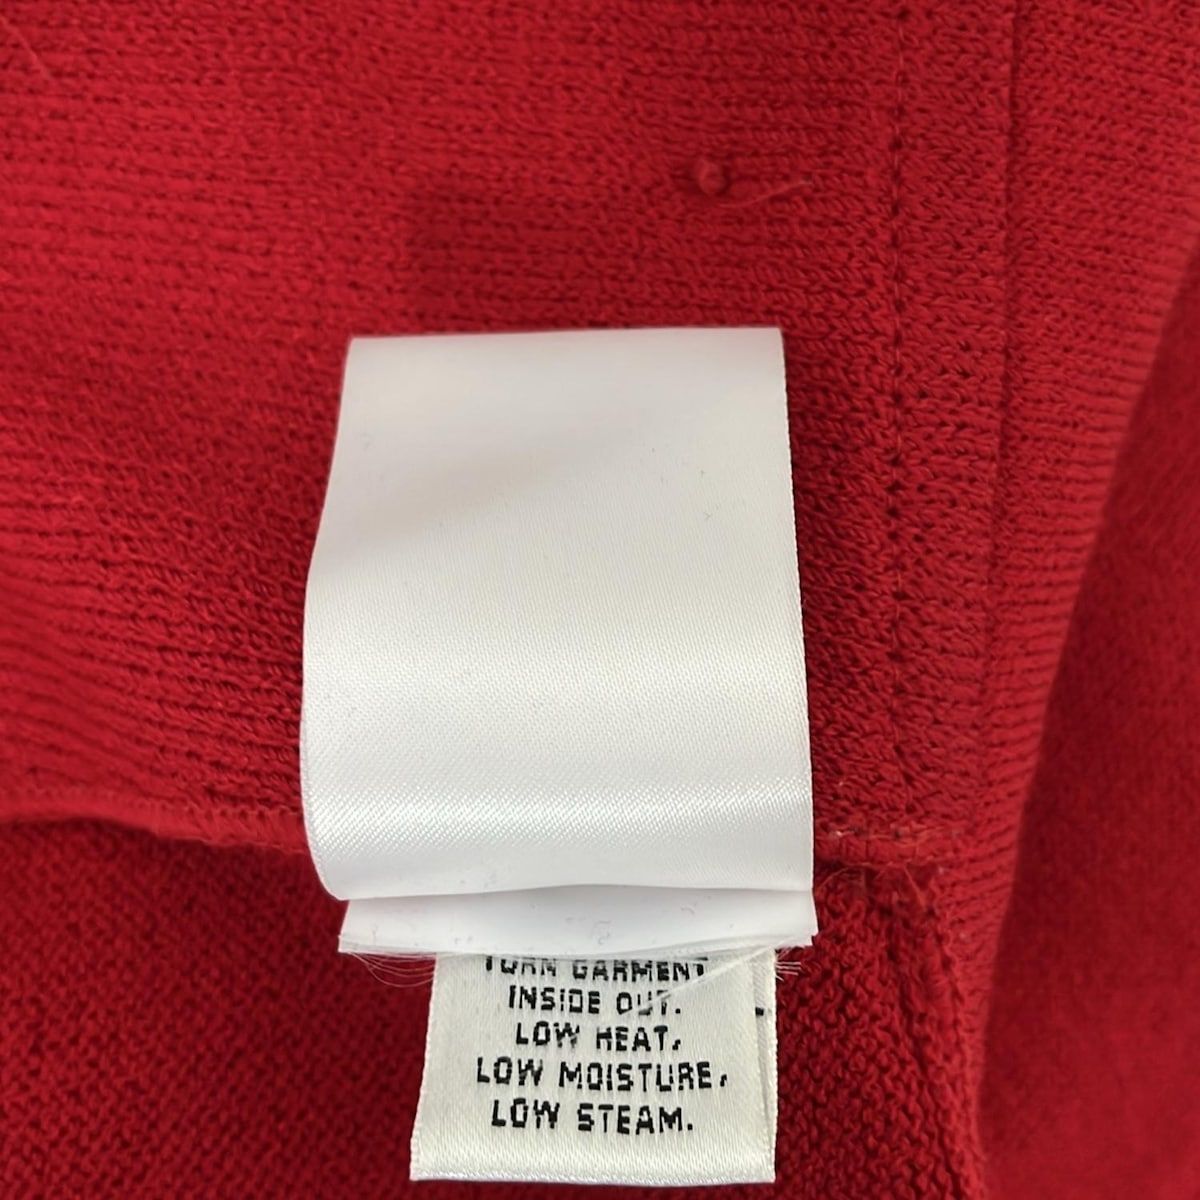 TURN GARMENT
INSIDE OUT.
LOW HEAT,
LOW MOISTURE,
LOW STEAM.